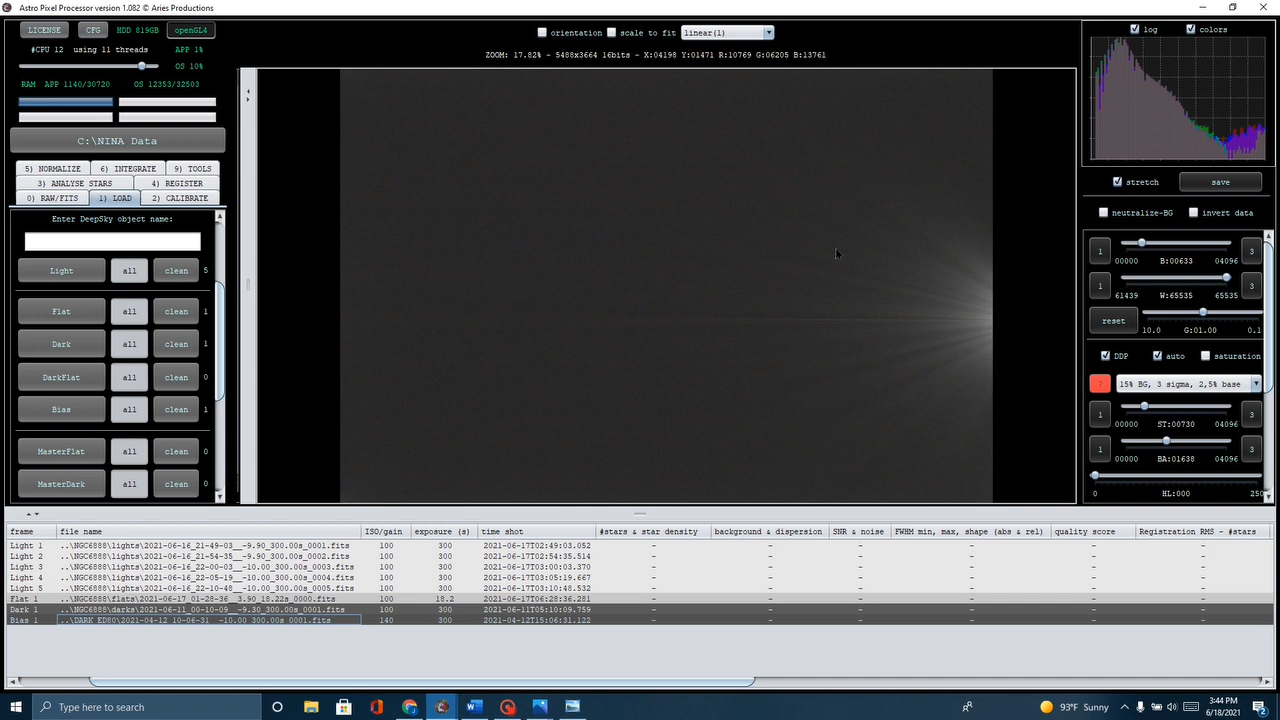 Astro Pixel Processor version 1.082 © Aries Productions
LICENSE CFG HDD 819GB openGL4
#CPU 12 using 11 threads APP 1%
OS 10%
RAM APP 1140/30720 OS 12353/32503
C:\NINA Data
5) NORMALIZE 6) INTEGRATE 9) TOOLS
3) ANALYSE STARS 4) REGISTER
0) RAW/FITS 1) LOAD 2) CALIBRATE
Enter DeepSky object name:
Light all clean 5
Flat all clean 1
Dark all clean 1
DarkFlat all clean 0
Bias all clean 1
MasterFlat all clean 0
MasterDark all clean 0
orientation scale to fit linear(l)
ZOOM: 17.82% - 5488x3664 16bits - X:04198 Y:01471 R:10769 G:06205 B:13761
log colors
stretch save
neutralize-BG invert data
1 3
00000 B:00633 04096
1 3
61439 W:65535 65535
reset 10.0 G:01.00 0.1
DDP auto saturation
? 15% BG, 3 sigma, 2,5% base
1 3
00000 ST:00730 04096
1 3
00000 BA:01638 04096
0 HL:000 250
frame file name ISO/gain exposure (s) time shot #stars & star density background & dispersion SNR & noise FWHM min, max, shape (abs & rel) quality score Registration RMS - #stars
Light 1 ..\NGC6888\lights\2021-06-16_21-49-03__-9.90_300.00s_0001.fits 100 300 2021-06-17T02:49:03.052 - - - - - -
Light 2 ..\NGC6888\lights\2021-06-16_21-54-35__-9.90_300.00s_0002.fits 100 300 2021-06-17T02:54:35.514 - - - - - -
Light 3 ..\NGC6888\lights\2021-06-16_22-00-03__-10.00_300.00s_0003.fits 100 300 2021-06-17T03:00:03.370 - - - - - -
Light 4 ..\NGC6888\lights\2021-06-16_22-05-19__-10.00_300.00s_0004.fits 100 300 2021-06-17T03:05:19.667 - - - - - -
Light 5 ..\NGC6888\lights\2021-06-16_22-10-48__-10.00_300.00s_0005.fits 100 300 2021-06-17T03:10:48.532 - - - - - -
Flat 1 ..\NGC6888\flats\2021-06-17_01-28-36__3.90_18.22s_0000.fits 100 18.2 2021-06-17T06:28:36.281 - - - - - -
Dark 1 ..\NGC6888\darks\2021-06-11_00-10-09__-9.30_300.00s_0001.fits 100 300 2021-06-11T05:10:09.759 - - - - - -
Bias 1 ..\DARK_ED80\2021-04-12_10-06-31__-10.00_300.00s_0001.fits 140 300 2021-04-12T15:06:31.122 - - - - - -
Type here to search
93°F Sunny
3:44 PM
6/18/2021
2